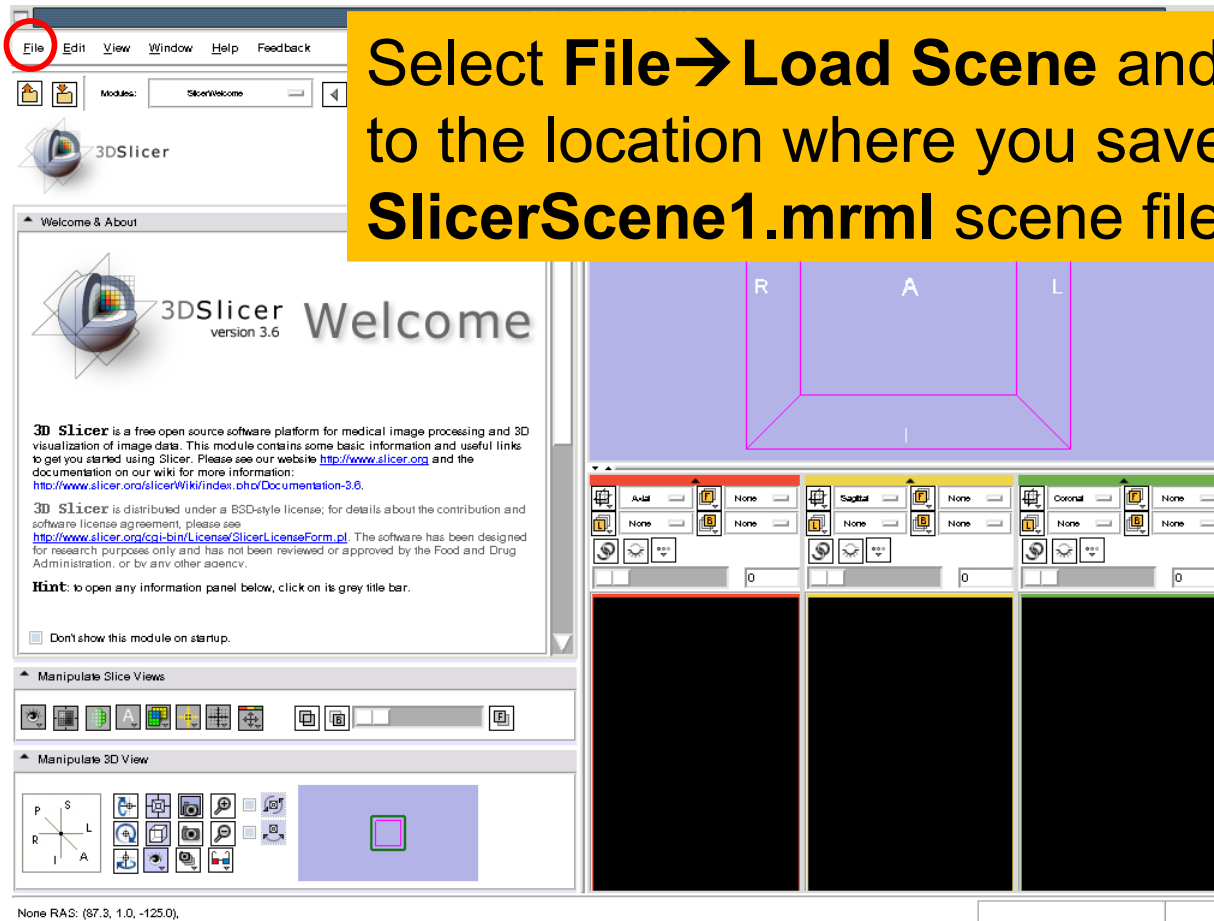 File Edit View Window Help Feedback
Select File→Load Scene and
to the location where you save
SlicerScene1.mrml scene file
Modules: SlicerWelcome
3DSlicer
Welcome & About
3DSlicer
version 3.6
Welcome
3D Slicer is a free open source software platform for medical image processing and 3D
visualization of image data. This module contains some basic information and useful links
to get you started using Slicer. Please see our website http://www.slicer.org and the
documentation on our wiki for more information:
http://www.slicer.org/slicerWiki/index.php/Documentation-3.6.
3D Slicer is distributed under a BSD-style license; for details about the contribution and
software license agreement, please see
http://www.slicer.org/cgi-bin/License/SlicerLicenseForm.pl. The software has been designed
for research purposes only and has not been reviewed or approved by the Food and Drug
Administration, or by any other agency.
Hint: to open any information panel below, click on its grey title bar.
Don't show this module on startup.
Manipulate Slice Views
A
B
F
Manipulate 3D View
P S
L
R
I A
R A L
I
Axial F None
L None B None
0
Sagittal F None
L None B None
0
Coronal F None
L None B None
0
None RAS: (87.3, 1.0, -125.0),